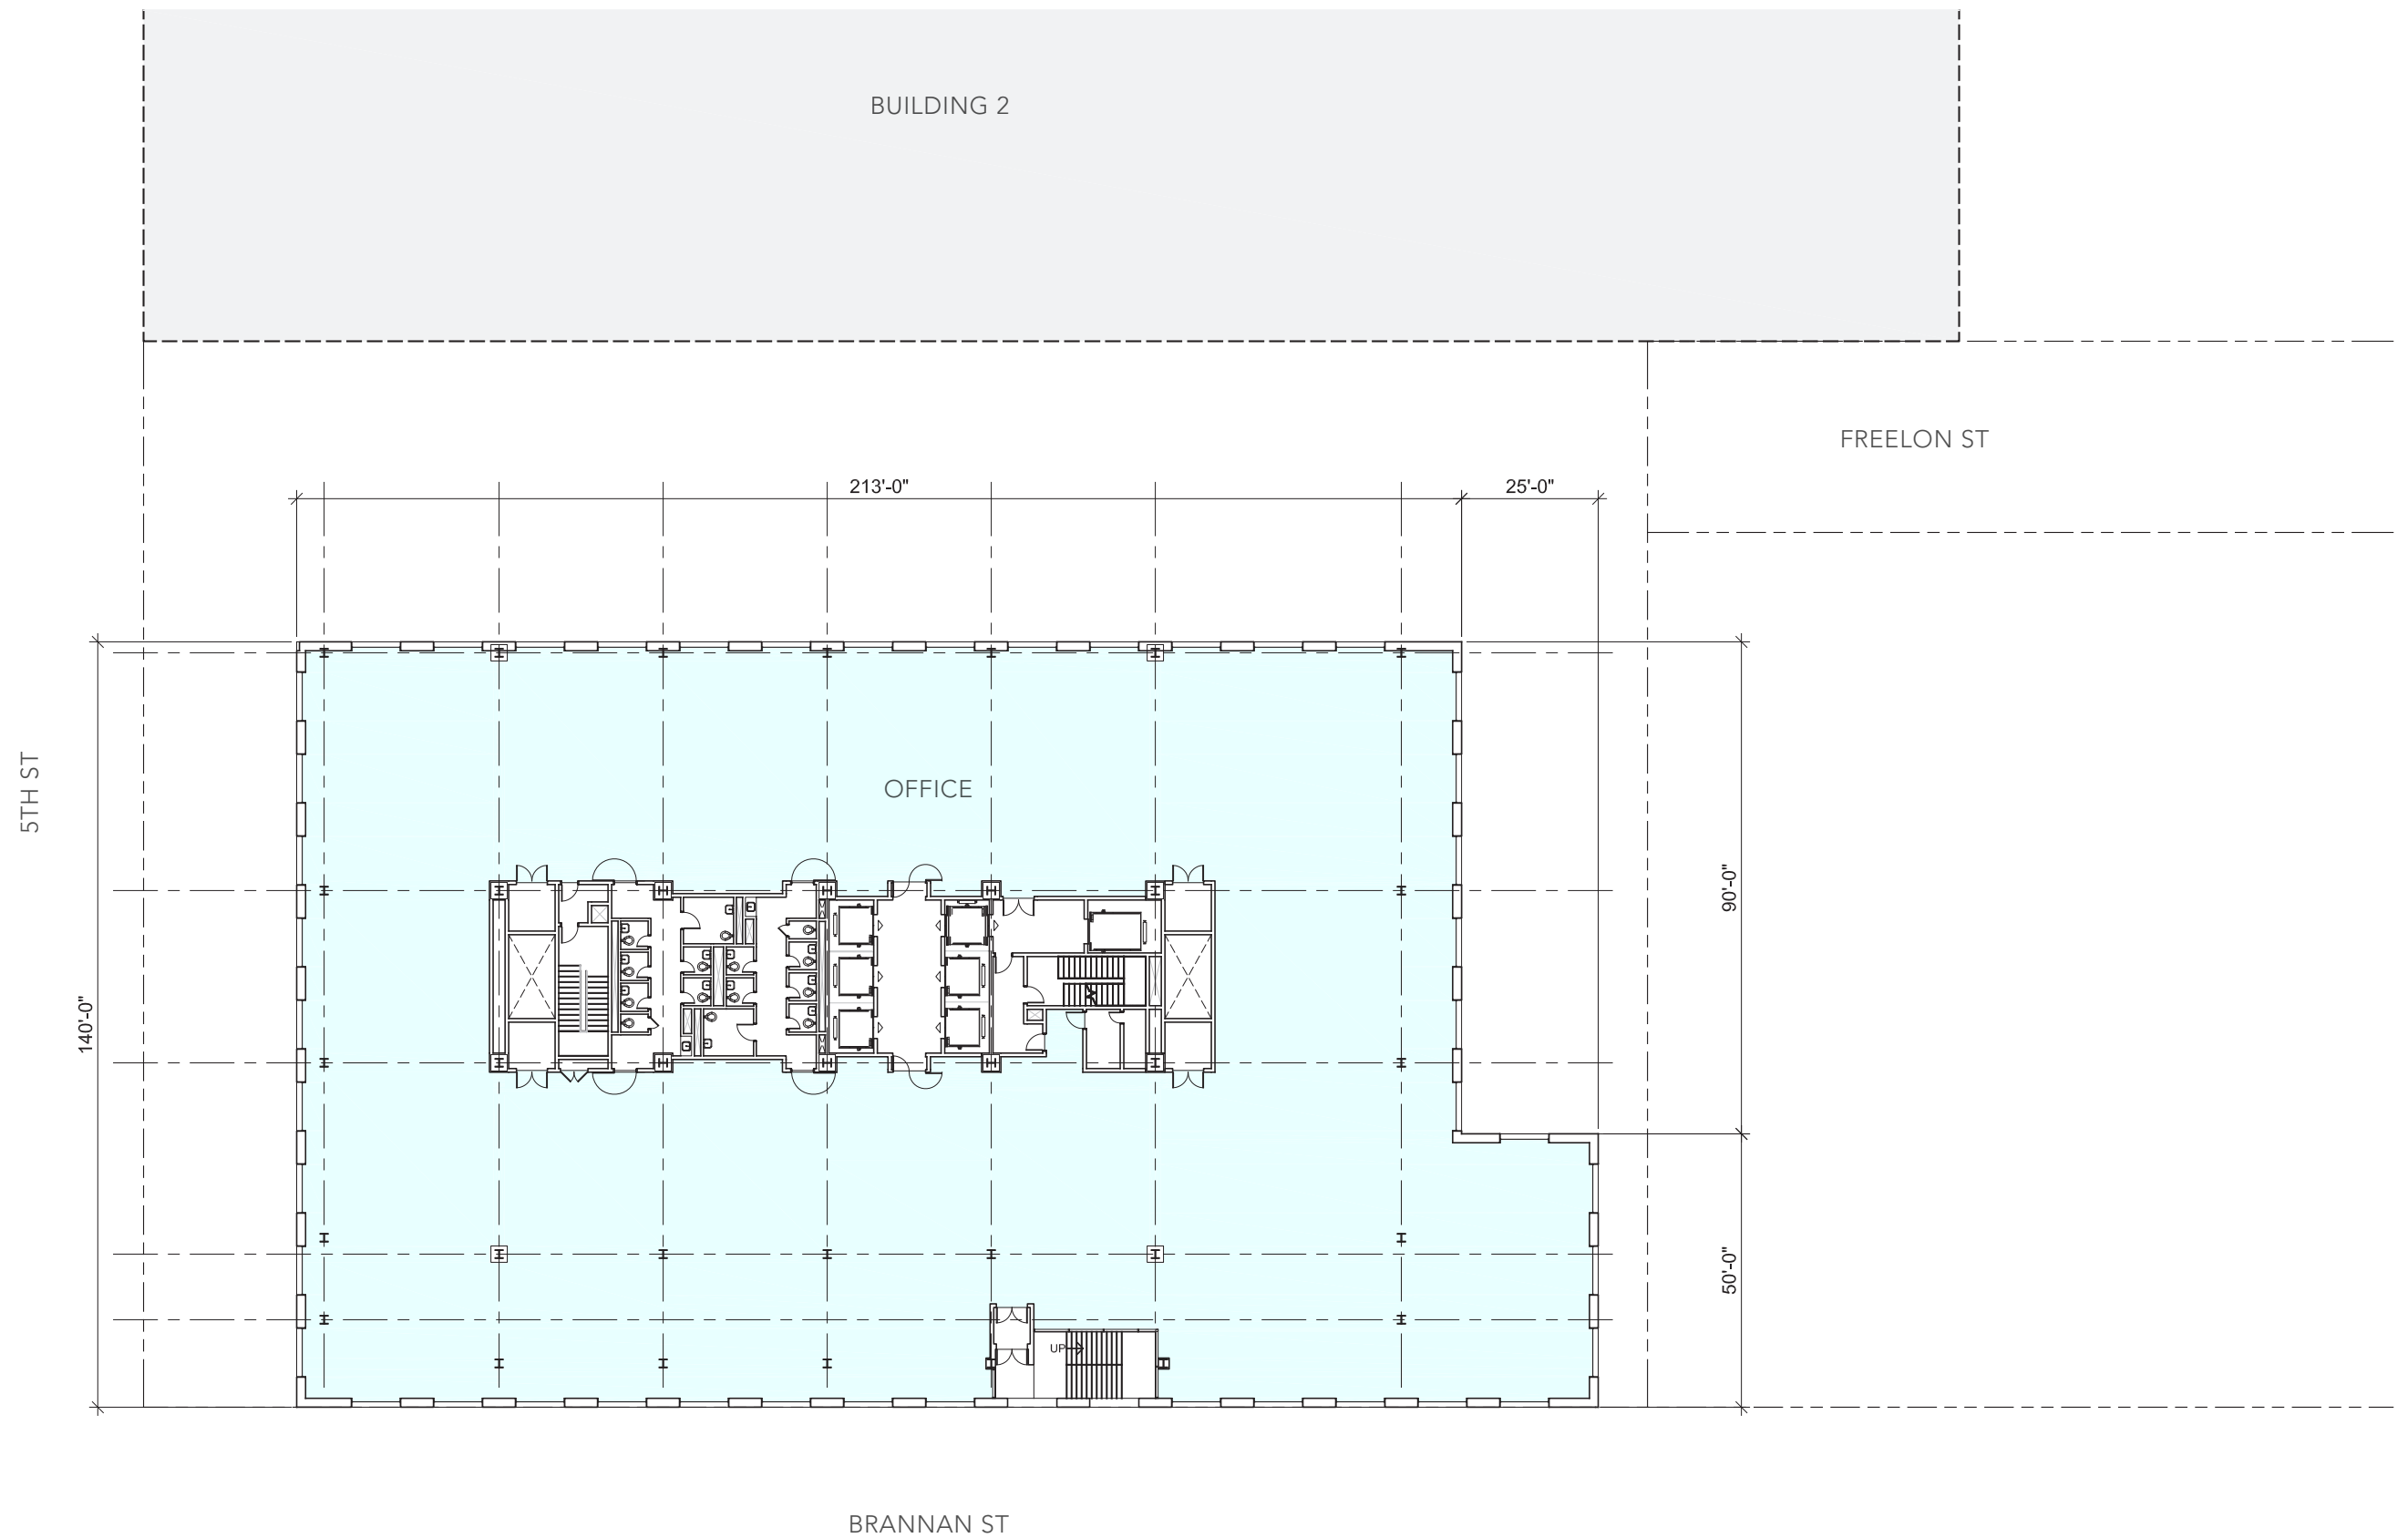 BUILDING 2
FREELON ST
213'-0"
25'-0"
5TH ST
OFFICE
90'-0"
140'-0"
50'-0"
UP
BRANNAN ST